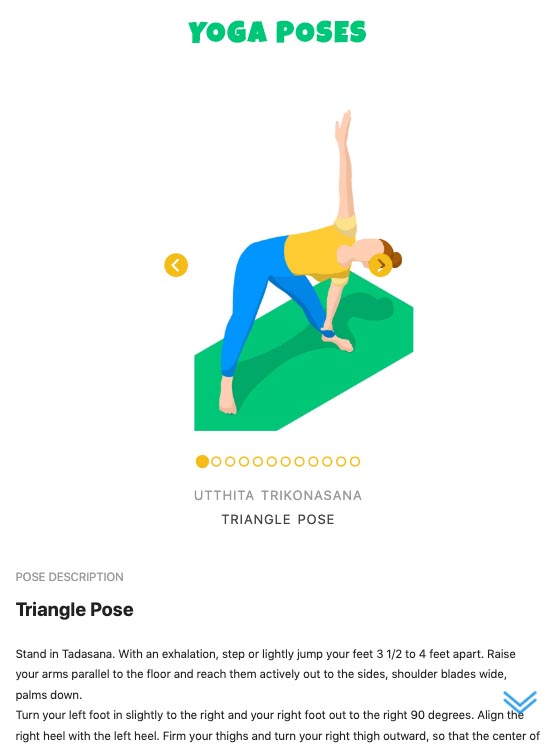 YOGA POSES
UTTHITA TRIKONASANA
TRIANGLE POSE
POSE DESCRIPTION
Triangle Pose
Stand in Tadasana. With an exhalation, step or lightly jump your feet 3 1/2 to 4 feet apart. Raise
your arms parallel to the floor and reach them actively out to the sides, shoulder blades wide,
palms down.
Turn your left foot in slightly to the right and your right foot out to the right 90 degrees. Align the
right heel with the left heel. Firm your thighs and turn your right thigh outward, so that the center of